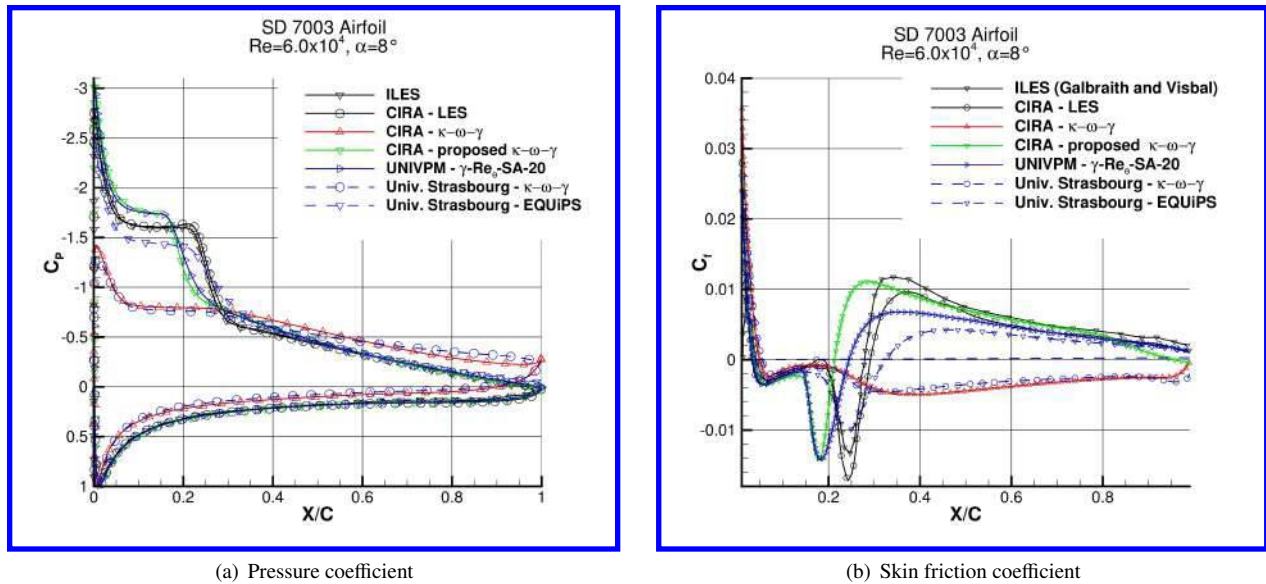 SD 7003 Airfoil
Re=6.0x10⁴, α=8°
-3
-2.5
-2
-1.5
-1
-0.5
0
0.5
1
Cₚ
ILES
CIRA - LES
CIRA - κ-ω-γ
CIRA - proposed κ-ω-γ
UNIVPM - γ-Reθ-SA-20
Univ. Strasbourg - κ-ω-γ
Univ. Strasbourg - EQUiPS
0 0.2 0.4 0.6 0.8 1
X/C
(a) Pressure coefficient
SD 7003 Airfoil
Re=6.0x10⁴, α=8°
0.04
0.03
0.02
0.01
0
-0.01
C_f
ILES (Galbraith and Visbal)
CIRA - LES
CIRA - κ-ω-γ
CIRA - proposed κ-ω-γ
UNIVPM - γ-Reθ-SA-20
Univ. Strasbourg - κ-ω-γ
Univ. Strasbourg - EQUiPS
0.2 0.4 0.6 0.8
X/C
(b) Skin friction coefficient